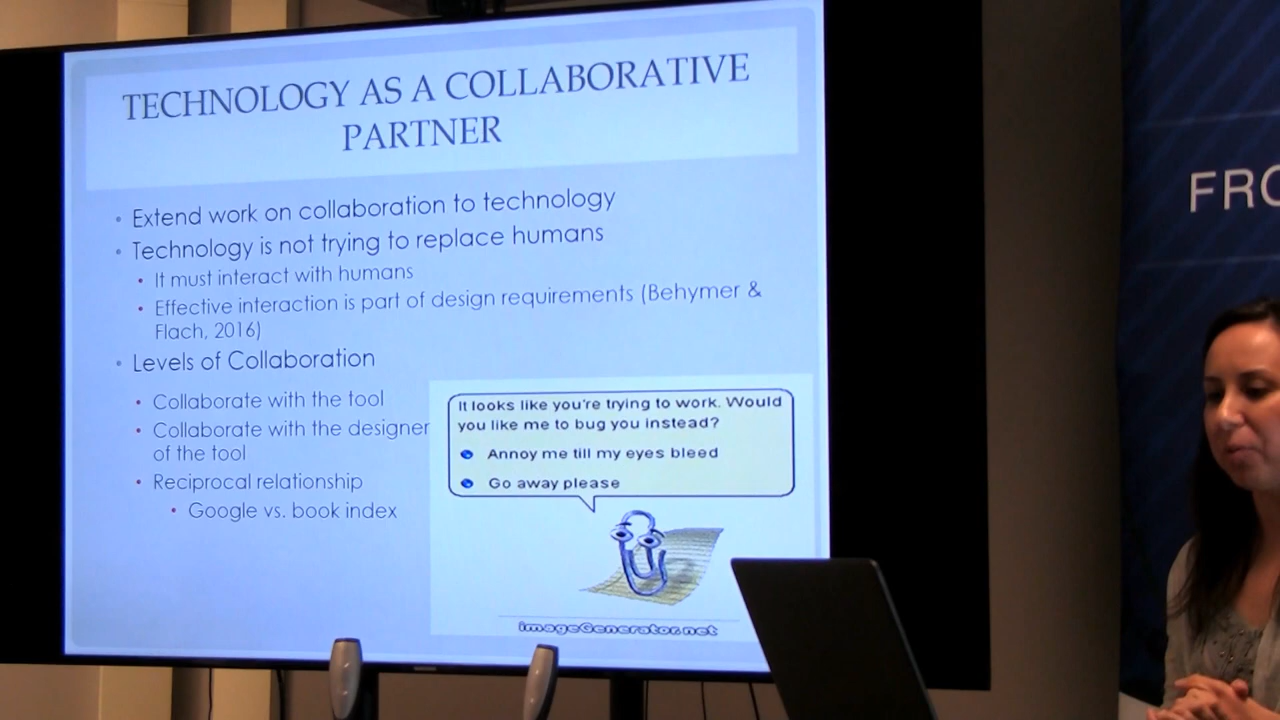 TECHNOLOGY AS A COLLABORATIVE
PARTNER
• Extend work on collaboration to technology
• Technology is not trying to replace humans
• It must interact with humans
• Effective interaction is part of design requirements (Behymer &
Flach, 2016)
• Levels of Collaboration
• Collaborate with the tool
• Collaborate with the designer
of the tool
• Reciprocal relationship
• Google vs. book index
It looks like you're trying to work. Would
you like me to bug you instead?
Annoy me till my eyes bleed
Go away please
imageGenerator.net
FRO